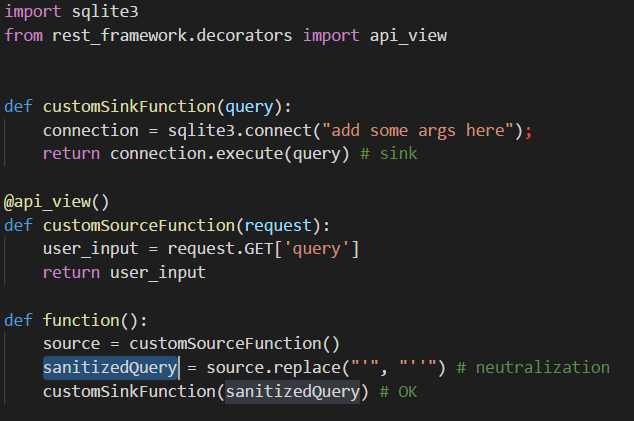 import sqlite3
from rest_framework.decorators import api_view
def customSinkFunction(query):
connection = sqlite3.connect("add some args here");
return connection.execute(query) # sink
@api_view()
def customSourceFunction(request):
user_input = request.GET['query']
return user_input
def function():
source = customSourceFunction()
sanitizedQuery = source.replace("'", "''") # neutralization
customSinkFunction(sanitizedQuery) # OK